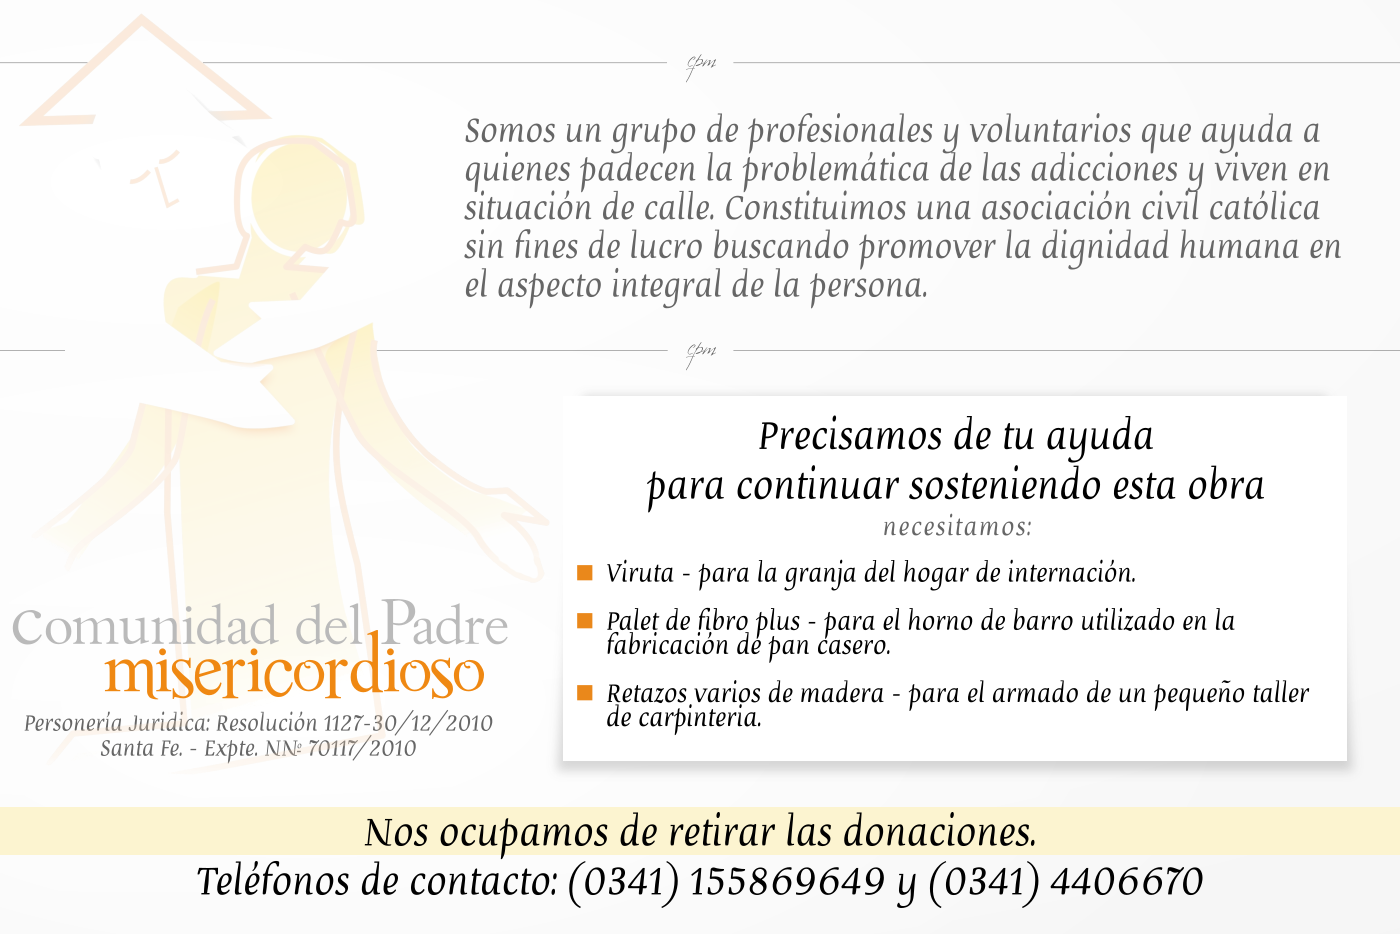 cpm
Somos un grupo de profesionales y voluntarios que ayuda a
quienes padecen la problemática de las adicciones y viven en
situación de calle. Constituimos una asociación civil católica
sin fines de lucro buscando promover la dignidad humana en
el aspecto integral de la persona.
cpm
Precisamos de tu ayuda
para continuar sosteniendo esta obra
necesitamos:
Viruta - para la granja del hogar de internación.
Palet de fibro plus - para el horno de barro utilizado en la
fabricación de pan casero.
Retazos varios de madera - para el armado de un pequeño taller
de carpinteria.
Comunidad del Padre
misericordioso
Personería Juridica: Resolución 1127-30/12/2010
Santa Fe. - Expte. NNº 70117/2010
Nos ocupamos de retirar las donaciones.
Teléfonos de contacto: (0341) 155869649 y (0341) 4406670